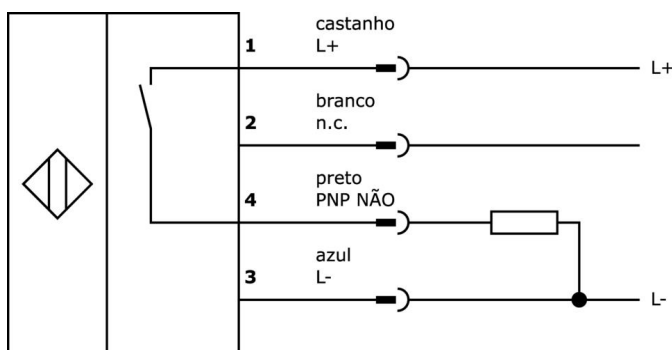 castanho
1 L+ L+
branco
2 n.c.
preto
4 PNP NÃO
azul
3 L- L-